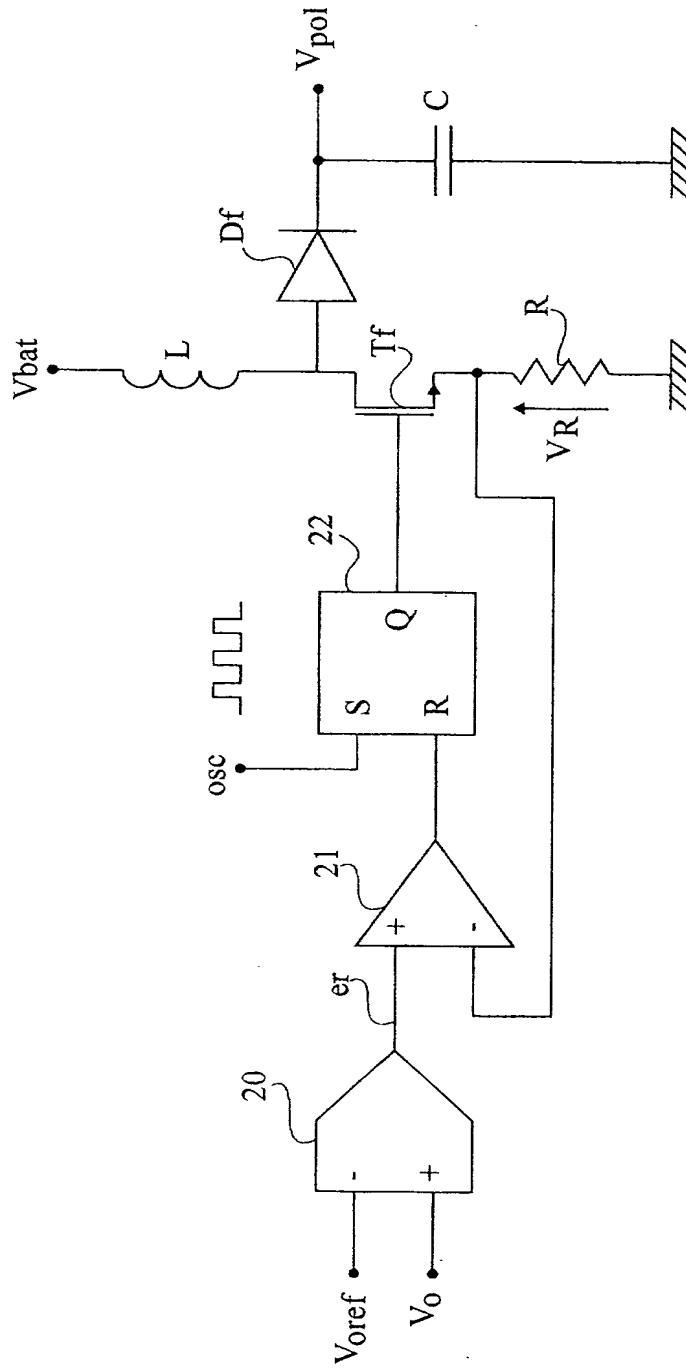 Vbat
L
Df
Vpol
C
Tf
R
VR
osc
22
S
R
Q
21
+
-
er
20
-
+
Voref
Vo